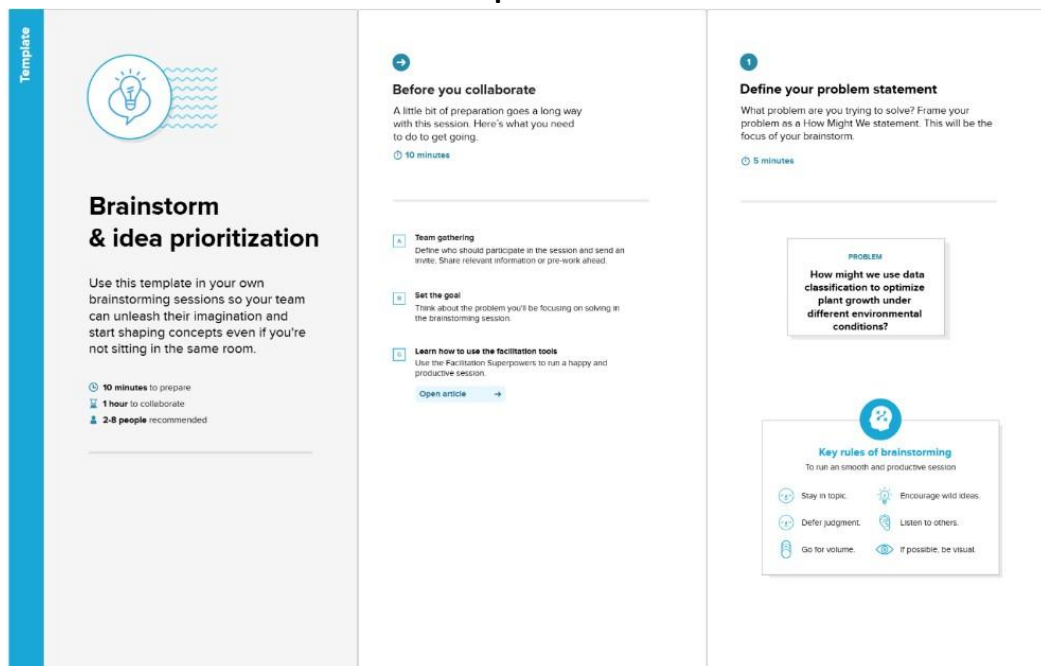 Template
Brainstorm
& idea prioritization
Use this template in your own
brainstorming sessions so your team
can unleash their imagination and
start shaping concepts even if you're
not sitting in the same room.
10 minutes to prepare
1 hour to collaborate
2-8 people recommended
Before you collaborate
A little bit of preparation goes a long way
with this session. Here's what you need
to do to get going.
10 minutes
A
Team gathering
Define who should participate in the session and send an
invite. Share relevant information or pre-work ahead.
B
Set the goal
Think about the problem you'll be focusing on solving in
the brainstorming session.
C
Learn how to use the facilitation tools
Use the Facilitation Superpowers to run a happy and
productive session.
Open article
1
Define your problem statement
What problem are you trying to solve? Frame your
problem as a How Might We statement. This will be the
focus of your brainstorm.
5 minutes
PROBLEM
How might we use data
classification to optimize
plant growth under
different environmental
conditions?
Key rules of brainstorming
To run an smooth and productive session
Stay in topic.
Encourage wild ideas.
Defer judgment.
Listen to others.
Go for volume.
If possible, be visual.